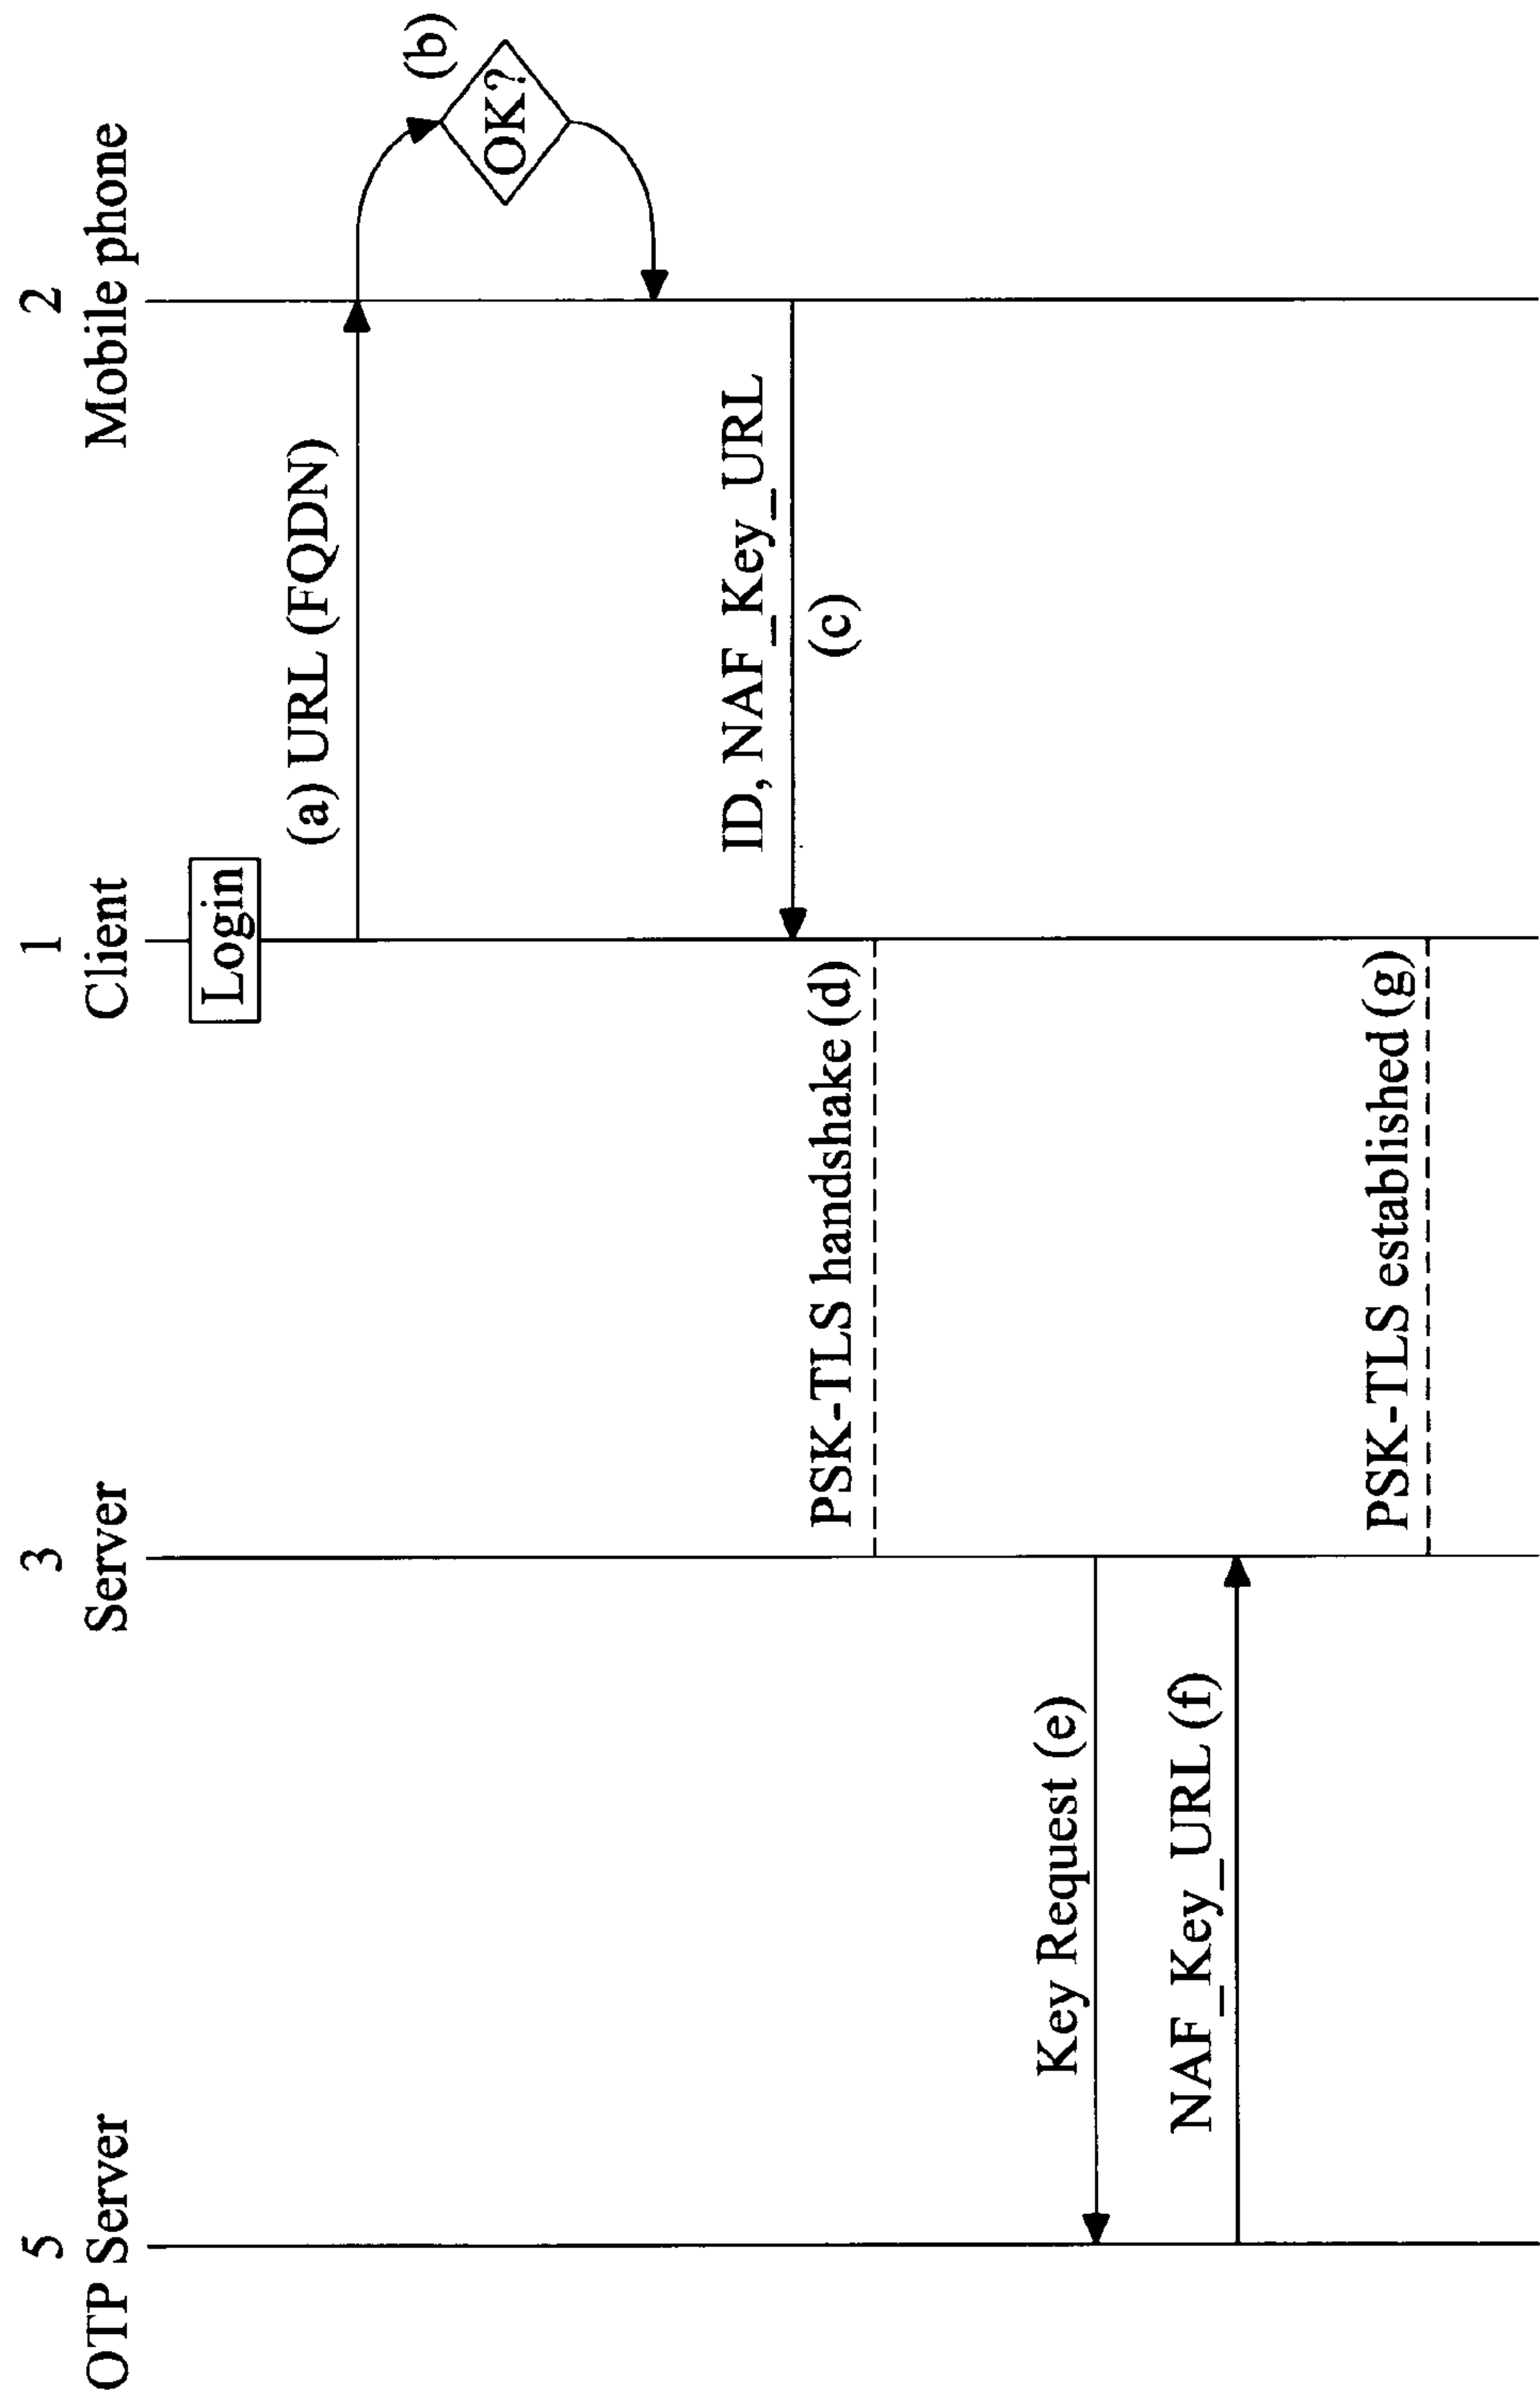 5
OTP Server
3
Server
1
Client
2
Mobile phone
Login
(a) URL (FQDN)
(b)
OK?
ID, NAF_Key_URL
(c)
PSK-TLS handshake (d)
Key Request (e)
NAF_Key_URL (f)
PSK-TLS established (g)